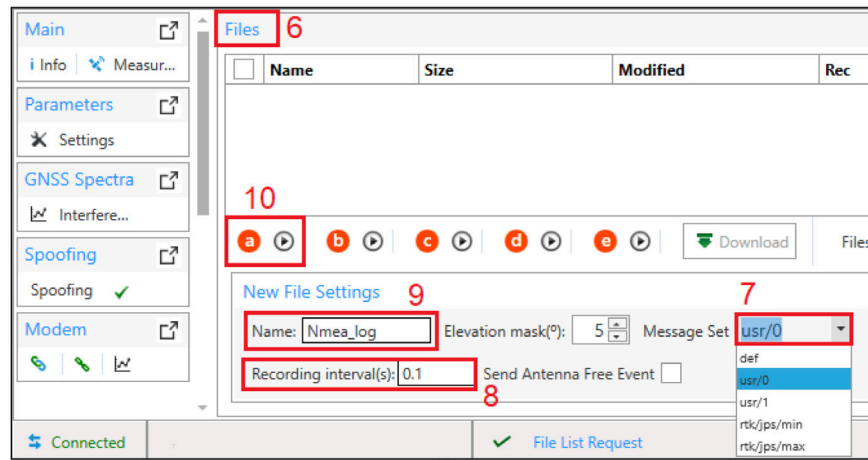 Main
Files 6
i Info Measur...
Name Size Modified Rec
Parameters
Settings
GNSS Spectra
10
Interfere...
a b c d e Download Files
Spoofing
Spoofing
New File Settings 9 7
Name: Nmea_log Elevation mask(º): 5 Message Set usr/0
Modem
def
Recording interval(s): 0.1 Send Antenna Free Event usr/0
8
usr/1
rtk/jps/min
Connected File List Request rtk/jps/max